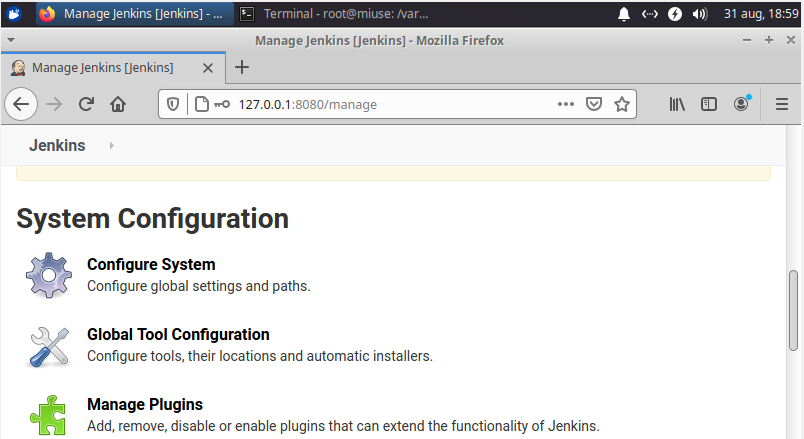 Manage Jenkins [Jenkins] - ...
Terminal - root@miuse: /var...
31 aug, 18:59
Manage Jenkins [Jenkins] - Mozilla Firefox
Manage Jenkins [Jenkins]
127.0.0.1:8080/manage
Jenkins
System Configuration
Configure System
Configure global settings and paths.
Global Tool Configuration
Configure tools, their locations and automatic installers.
Manage Plugins
Add, remove, disable or enable plugins that can extend the functionality of Jenkins.